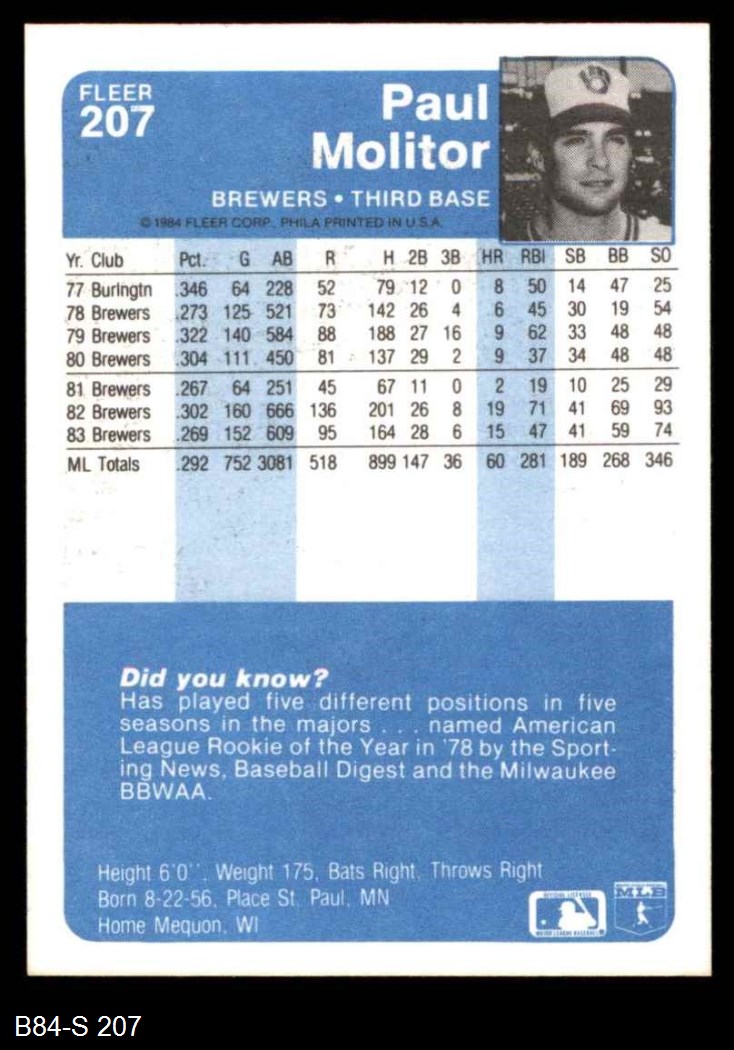 FLEER
207
Paul
Molitor
BREWERS • THIRD BASE
© 1984 FLEER CORP. PHILA PRINTED IN U.S.A.
Yr. Club Pct. G AB R H 2B 3B HR RBI SB BB SO
77 Burlngtn .346 64 228 52 79 12 0 8 50 14 47 25
78 Brewers .273 125 521 73 142 26 4 6 45 30 19 54
79 Brewers .322 140 584 88 188 27 16 9 62 33 48 48
80 Brewers .304 111 450 81 137 29 2 9 37 34 48 48
81 Brewers .267 64 251 45 67 11 0 2 19 10 25 29
82 Brewers .302 160 666 136 201 26 8 19 71 41 69 93
83 Brewers .269 152 609 95 164 28 6 15 47 41 59 74
ML Totals .292 752 3081 518 899 147 36 60 281 189 268 346
Did you know?
Has played five different positions in five
seasons in the majors . . . named American
League Rookie of the Year in '78 by the Sport-
ing News, Baseball Digest and the Milwaukee
BBWAA.
Height 6'0''. Weight 175, Bats Right, Throws Right
Born 8-22-56, Place St. Paul, MN
Home Mequon, WI
OFFICIAL LICENSEE
MAJOR LEAGUE BASEBALL
MLB
B84-S 207